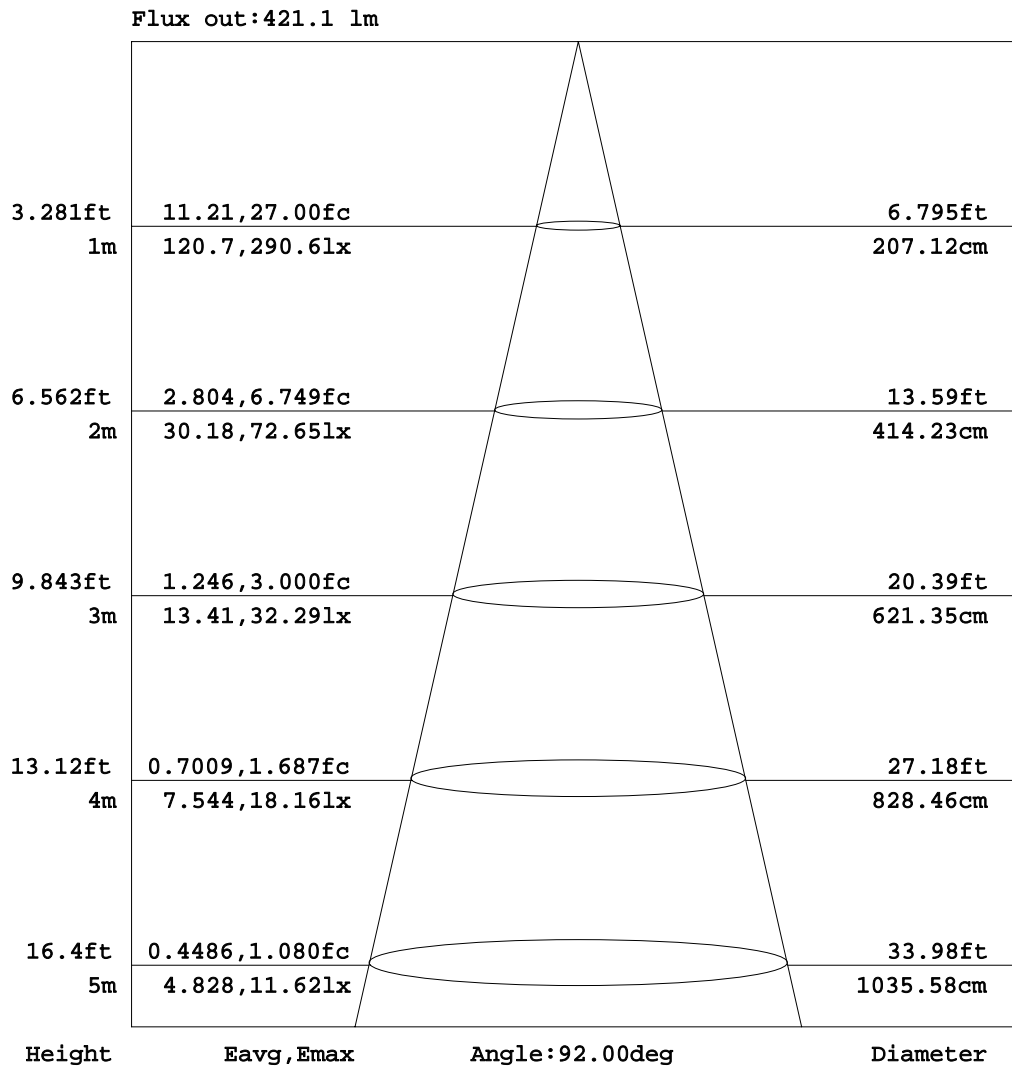 Flux out:421.1 lm
3.281ft 11.21,27.00fc 6.795ft
1m 120.7,290.6lx 207.12cm
6.562ft 2.804,6.749fc 13.59ft
2m 30.18,72.65lx 414.23cm
9.843ft 1.246,3.000fc 20.39ft
3m 13.41,32.29lx 621.35cm
13.12ft 0.7009,1.687fc 27.18ft
4m 7.544,18.16lx 828.46cm
16.4ft 0.4486,1.080fc 33.98ft
5m 4.828,11.62lx 1035.58cm
Height Eavg,Emax Angle:92.00deg Diameter